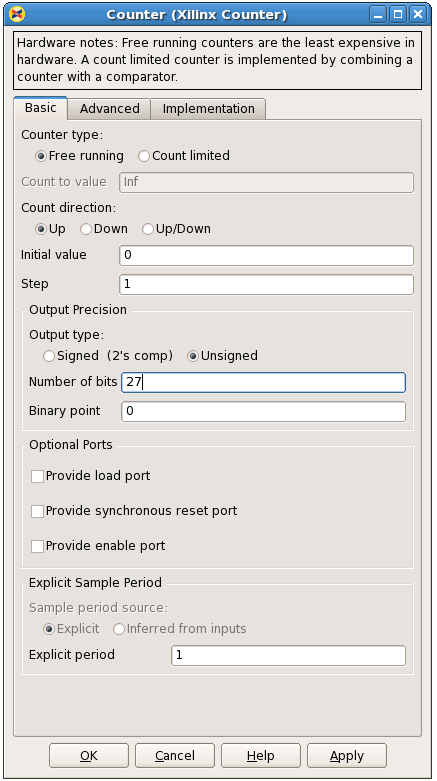 Counter (Xilinx Counter)
Hardware notes: Free running counters are the least expensive in
hardware. A count limited counter is implemented by combining a
counter with a comparator.
Basic Advanced Implementation
Counter type:
Free running Count limited
Count to value Inf
Count direction:
Up Down Up/Down
Initial value 0
Step 1
Output Precision
Output type:
Signed (2's comp) Unsigned
Number of bits 27
Binary point 0
Optional Ports
Provide load port
Provide synchronous reset port
Provide enable port
Explicit Sample Period
Sample period source:
Explicit Inferred from inputs
Explicit period 1
OK Cancel Help Apply